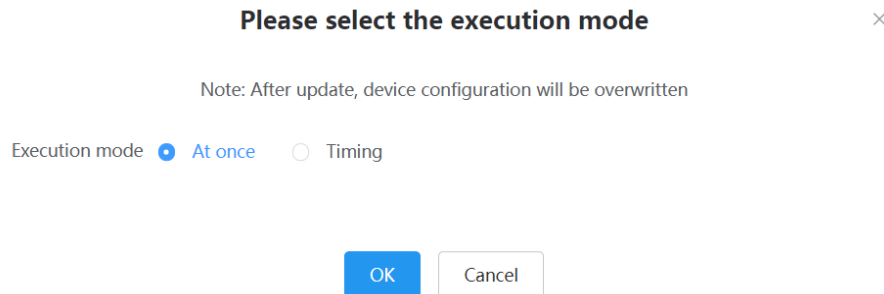 Please select the execution mode
Note: After update, device configuration will be overwritten
Execution mode At once Timing
OK Cancel